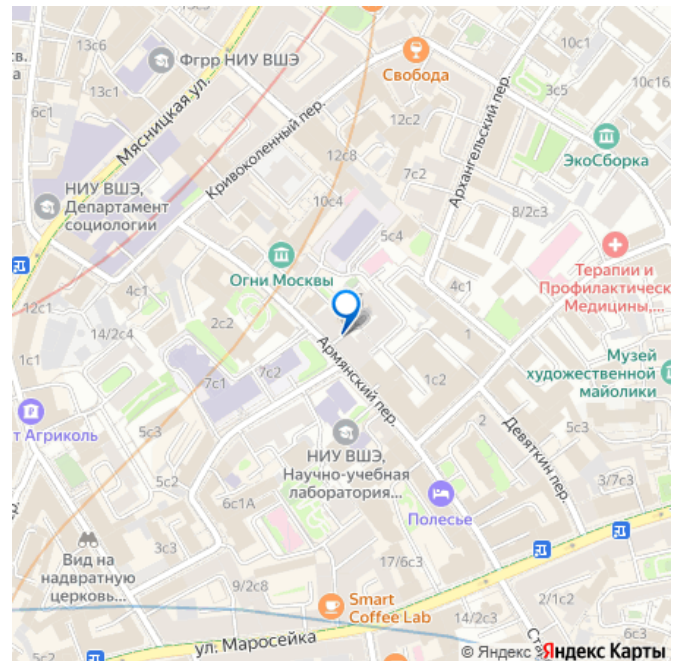 13с6
10с1
св.
а
Фгрр НИУ ВШЭ
Свобода
13с1
3с5
10с16
6с1
Мясницкая ул.
12с2
Архангельский пер.
ЭкоСборка
Кривоколенный пер.
12с8
7с2
НИУ ВШЭ,
Департамент
социологии
10с4
8/2с3
5с4
Огни Москвы
Терапии и
Профилактическ
Медицины,...
4с1
4с1
12с1
14/2с4
2с2
1
1с1
Армянский пер.
Музей
художественной
майолики
7с1
7с2
1с2
т Агриколь
5с3
2
5с3
НИУ ВШЭ,
Научно-учебная
лаборатория...
Девяткин пер.
5с2
3/7с3
6с1А
Полесье
3с3
Вид на
надвратную
церковь...
17/6с3
9/2с8
2/1с2
Smart
Coffee Lab
14/2с3
6с3
ул. Маросейка
© Яндекс
Яндекс Карты